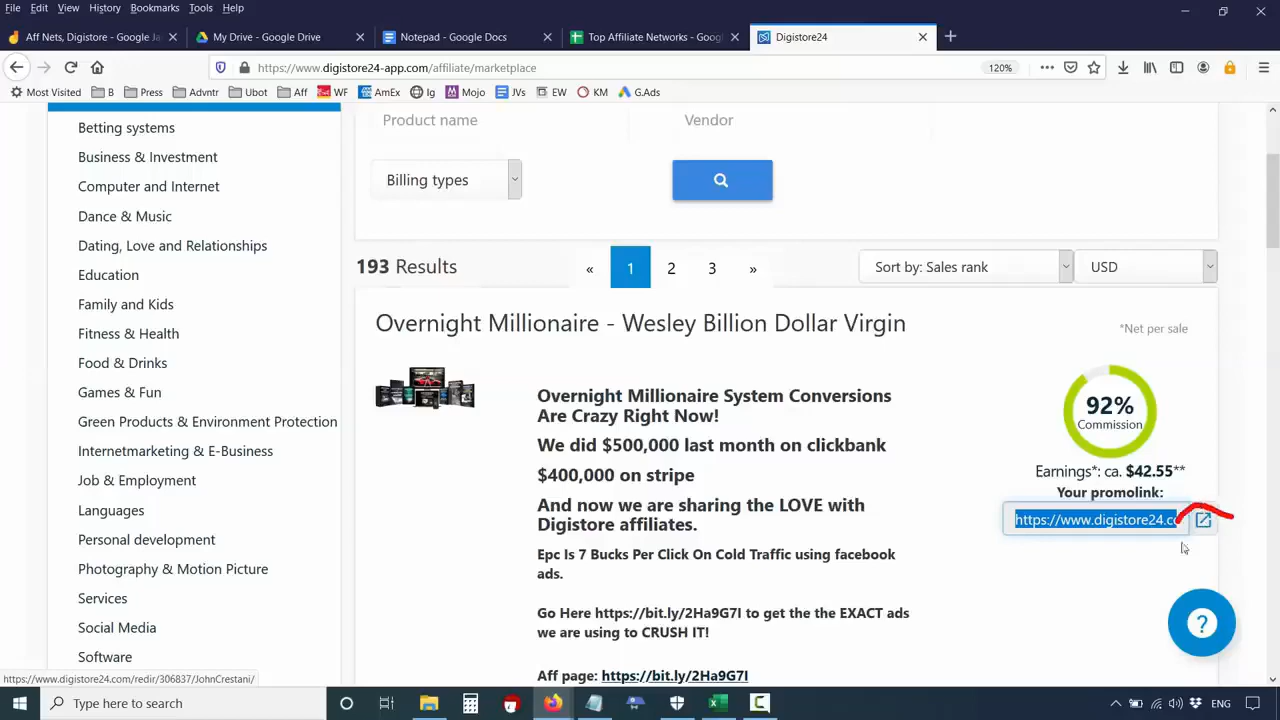 File Edit View History Bookmarks Tools Help
Aff Nets, Digistore - Google Ja
My Drive - Google Drive
Notepad - Google Docs
Top Affiliate Networks - Googl
Digistore24
https://www.digistore24-app.com/affiliate/marketplace
120%
Most Visited B Press Advntr Ubot Aff WF AmEx Ig Mojo JVs EW KM G.Ads
Betting systems
Business & Investment
Computer and Internet
Dance & Music
Dating, Love and Relationships
Education
Family and Kids
Fitness & Health
Food & Drinks
Games & Fun
Green Products & Environment Protection
Internetmarketing & E-Business
Job & Employment
Languages
Personal development
Photography & Motion Picture
Services
Social Media
Software
Product name
Vendor
Billing types
193 Results
« 1 2 3 »
Sort by: Sales rank
USD
Overnight Millionaire - Wesley Billion Dollar Virgin
*Net per sale
Overnight Millionaire System Conversions
Are Crazy Right Now!
We did $500,000 last month on clickbank
$400,000 on stripe
And now we are sharing the LOVE with
Digistore affiliates.
Epc Is 7 Bucks Per Click On Cold Traffic using facebook
ads.
Go Here https://bit.ly/2Ha9G7I to get the the EXACT ads
we are using to CRUSH IT!
Aff page: https://bit.ly/2Ha9G7I
92%
Commission
Earnings*: ca. $42.55**
Your promolink:
https://www.digistore24.c
?
https://www.digistore24.com/redir/306837/JohnCrestani/
Type here to search
ENG